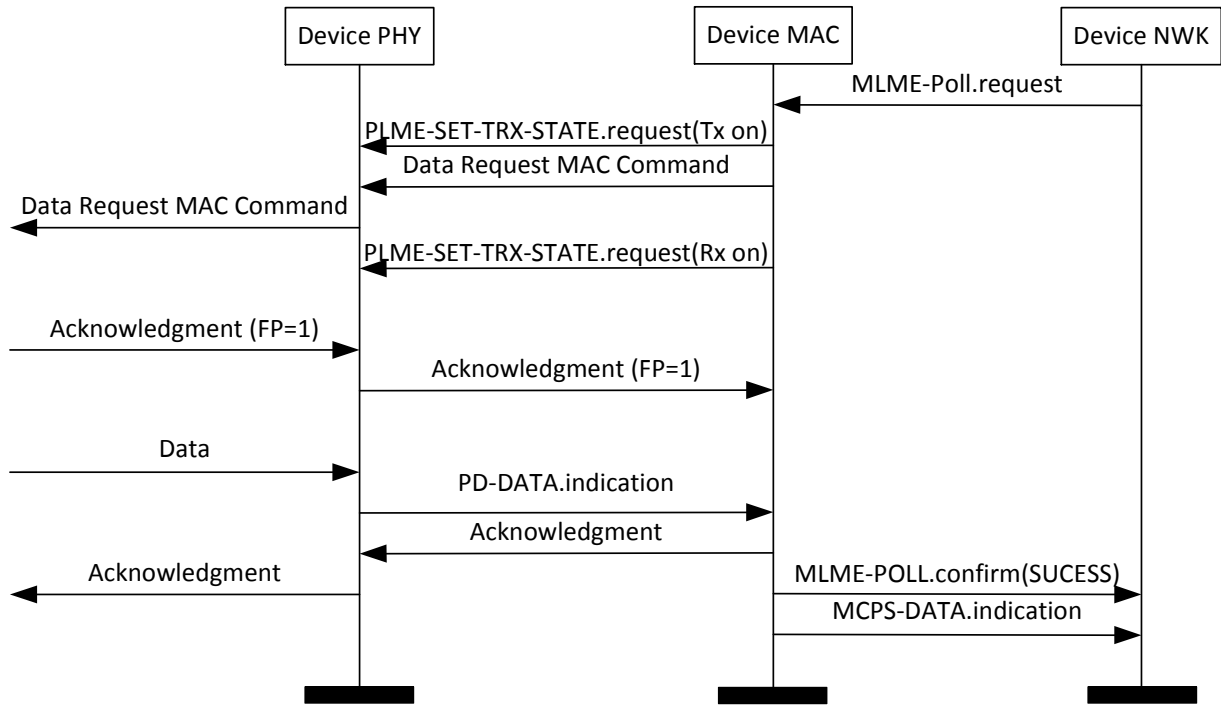 Device PHY
Device MAC
Device NWK
MLME-Poll.request
PLME-SET-TRX-STATE.request(Tx on)
Data Request MAC Command
Data Request MAC Command
PLME-SET-TRX-STATE.request(Rx on)
Acknowledgment (FP=1)
Acknowledgment (FP=1)
Data
PD-DATA.indication
Acknowledgment
Acknowledgment
MLME-POLL.confirm(SUCESS)
MCPS-DATA.indication